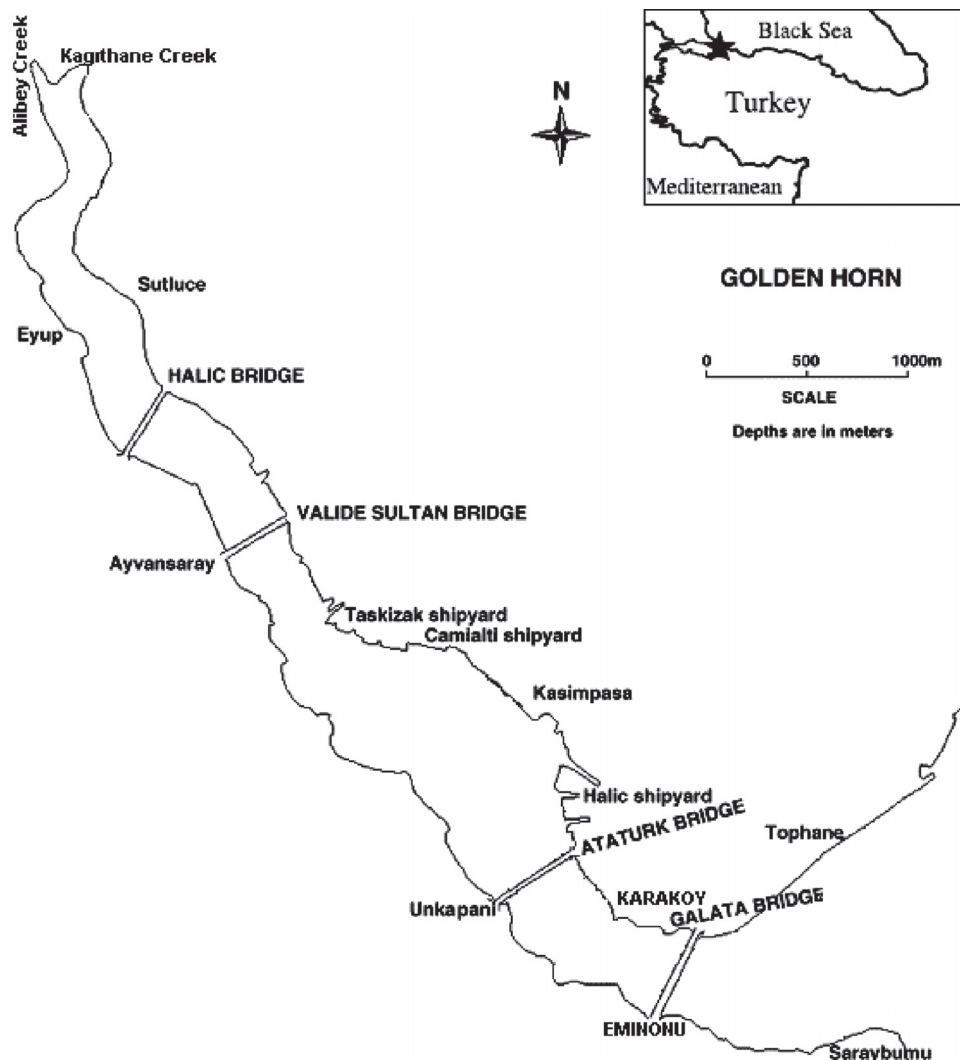 Alibey Creek
Kagithane Creek
N
Black Sea
Turkey
Mediterranean
GOLDEN HORN
0 500 1000m
SCALE
Depths are in meters
Sutluce
Eyup
HALIC BRIDGE
VALIDE SULTAN BRIDGE
Ayvansaray
Taskizak shipyard
Camialti shipyard
Kasimpasa
Halic shipyard
ATATURK BRIDGE
Tophane
Unkapani
KARAKOY
GALATA BRIDGE
EMINONU
Saraybumu